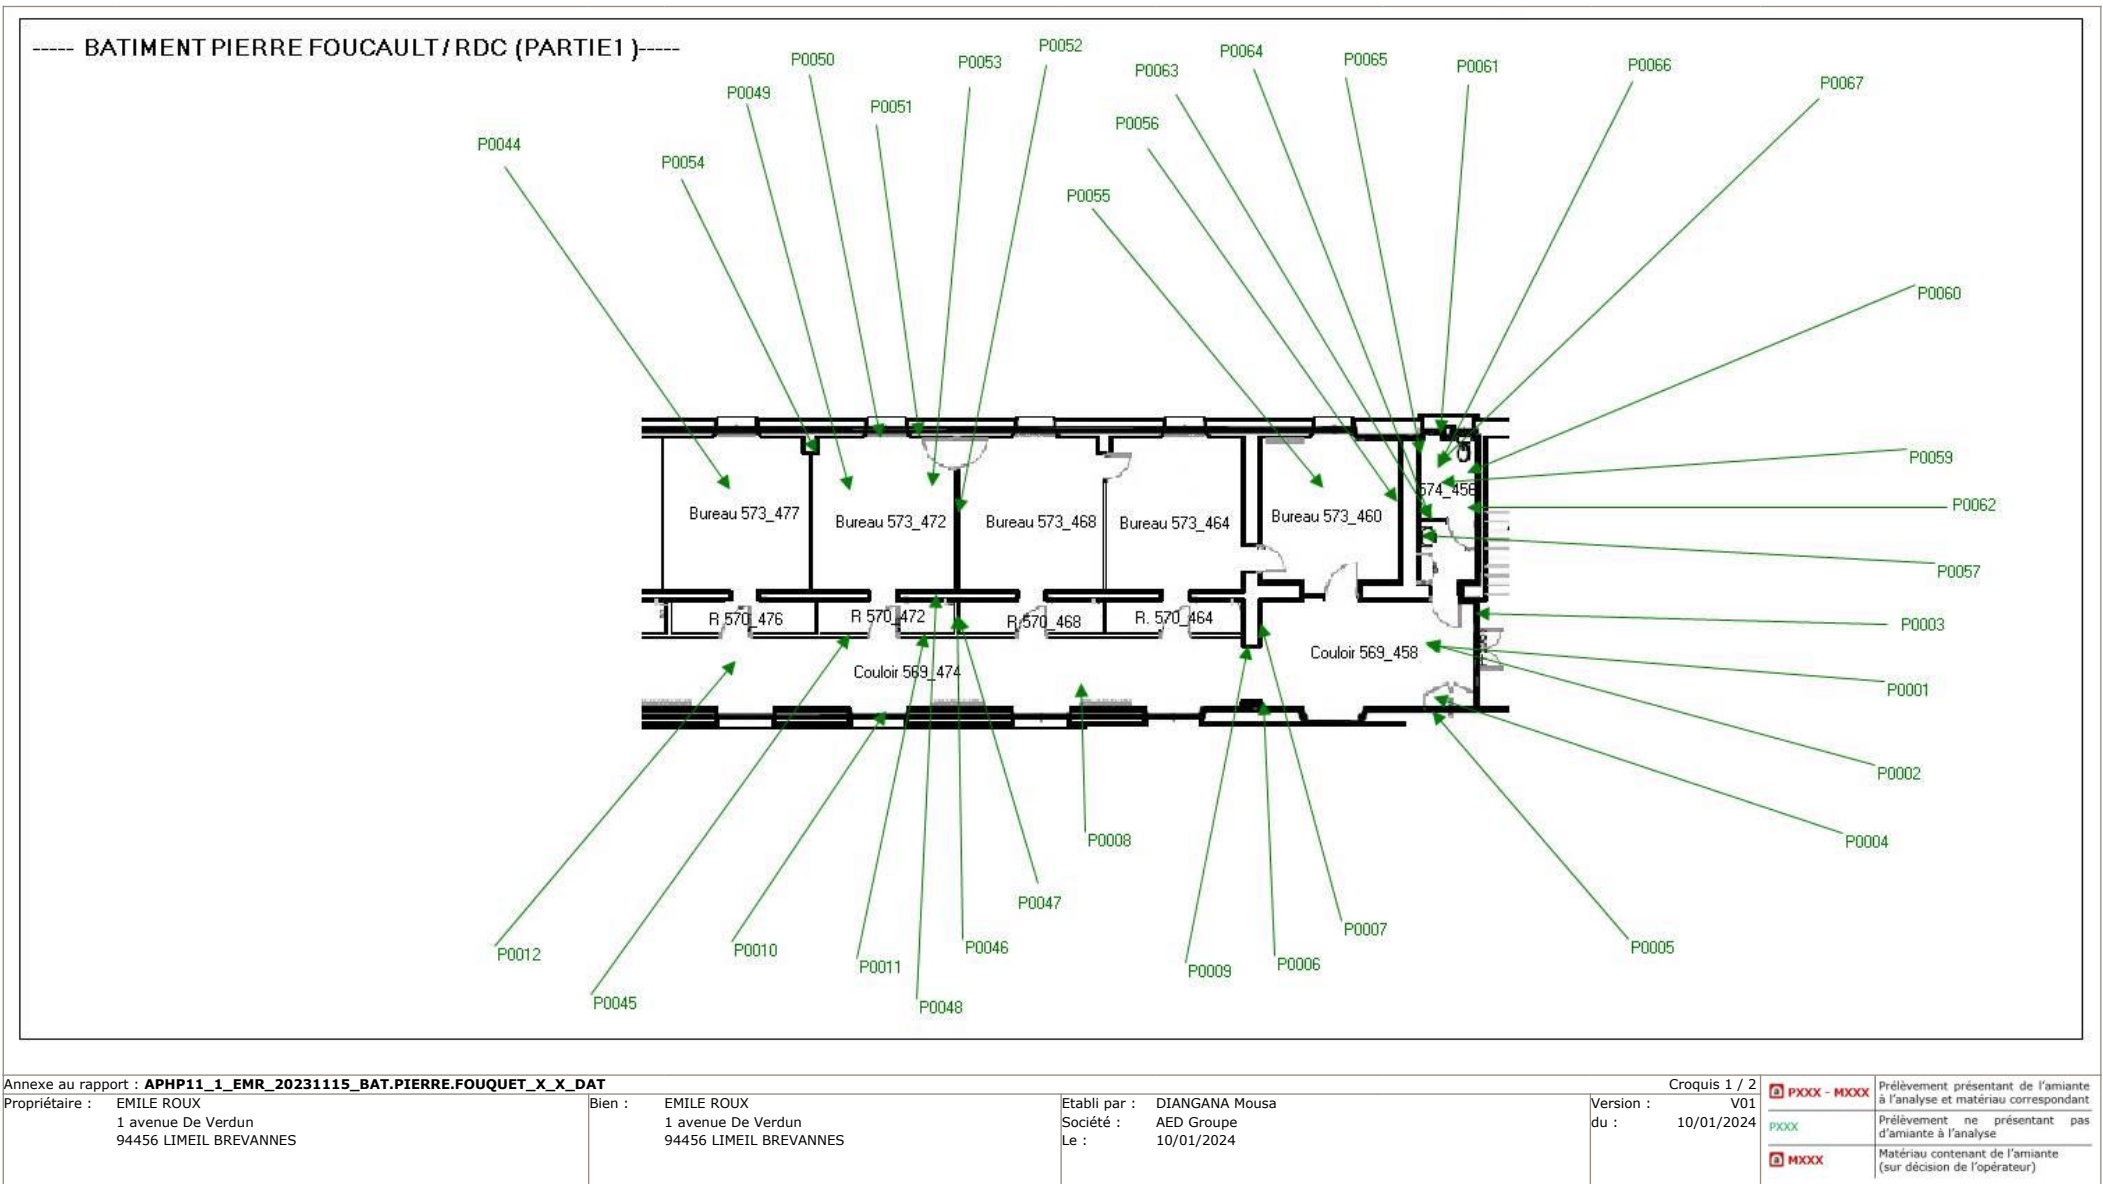 ----- BATIMENT PIERRE FOUCAULT / RDC (PARTIE1 )-----
P0052
P0064
P0050
P0053
P0065
P0061
P0066
P0063
P0067
P0049
P0051
P0056
P0044
P0054
P0055
P0060
P0059
574_456
P0062
Bureau 573_477
Bureau 573_472
Bureau 573_468
Bureau 573_464
Bureau 573_460
P0057
R 570_476
R 570_472
R 570_468
R. 570_464
P0003
Couloir 569_458
Couloir 569_474
P0001
P0002
P0008
P0004
P0047
P0007
P0012
P0010
P0046
P0005
P0011
P0009
P0006
P0045
P0048
Annexe au rapport : APHP11_1_EMR_20231115_BAT.PIERRE.FOUQUET_X_X_DAT
Croquis 1 / 2
Propriétaire : EMILE ROUX
1 avenue De Verdun
94456 LIMEIL BREVANNES
Bien : EMILE ROUX
1 avenue De Verdun
94456 LIMEIL BREVANNES
Etabli par : DIANGANA Mousa
Société : AED Groupe
Le : 10/01/2024
Version : V01
du : 10/01/2024
a PXXX - MXXX
Prélèvement présentant de l'amiante
à l'analyse et matériau correspondant
PXXX
Prélèvement ne présentant pas
d'amiante à l'analyse
a MXXX
Matériau contenant de l'amiante
(sur décision de l'opérateur)